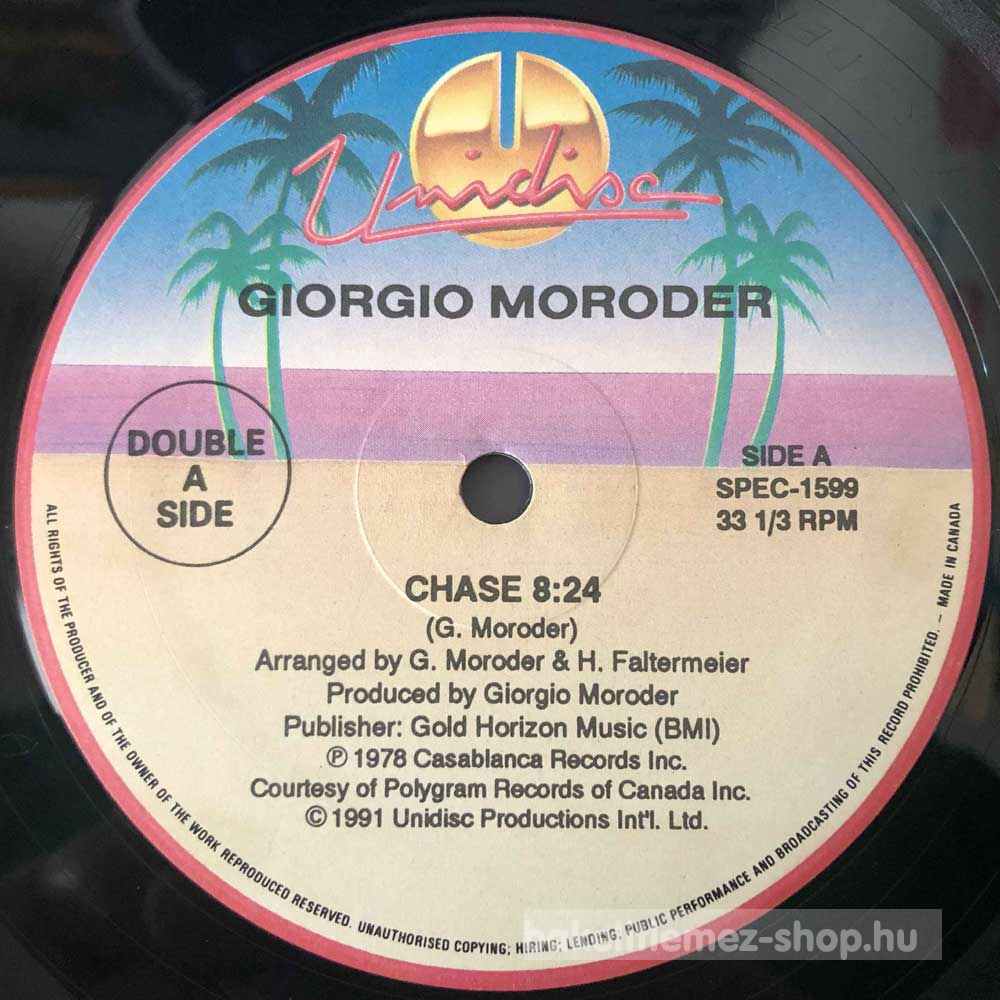 Unidisc
GIORGIO MORODER
DOUBLE
A
SIDE
SIDE A
SPEC-1599
33 1/3 RPM
CHASE 8:24
(G. Moroder)
Arranged by G. Moroder & H. Faltermeier
Produced by Giorgio Moroder
Publisher: Gold Horizon Music (BMI)
℗ 1978 Casablanca Records Inc.
Courtesy of Polygram Records of Canada Inc.
© 1991 Unidisc Productions Int'l. Ltd.
ALL RIGHTS OF THE PRODUCER AND OF THE OWNER OF THE WORK REPRODUCED RESERVED. UNAUTHORISED COPYING; HIRING; LENDING, PUBLIC PERFORMANCE AND BROADCASTING OF THIS RECORD PROHIBITED. – MADE IN CANADA
bakelitlemez-shop.hu